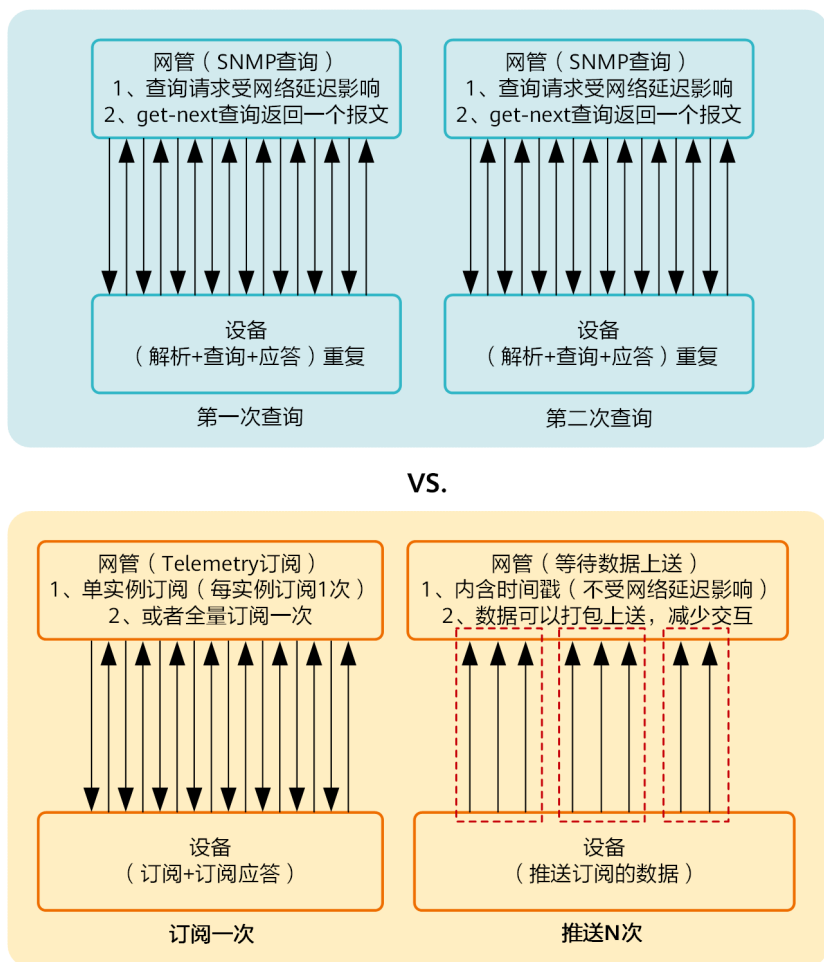 网管（SNMP查询）
1、查询请求受网络延迟影响
2、get-next查询返回一个报文
设备
（解析+查询+应答）重复
第一次查询
网管（SNMP查询）
1、查询请求受网络延迟影响
2、get-next查询返回一个报文
设备
（解析+查询+应答）重复
第二次查询
VS.
网管（Telemetry订阅）
1、单实例订阅（每实例订阅1次）
2、或者全量订阅一次
设备
（订阅+订阅应答）
订阅一次
网管（等待数据上送）
1、内含时间戳（不受网络延迟影响）
2、数据可以打包上送，减少交互
设备
（推送订阅的数据）
推送N次